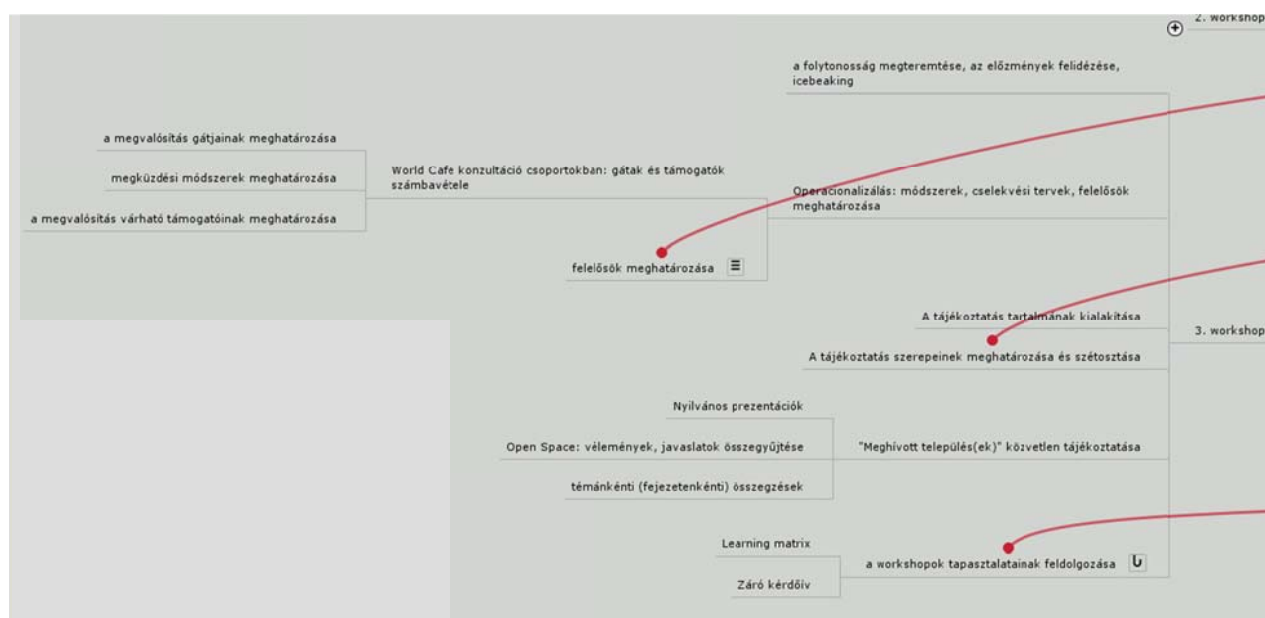 2. workshop
a folytonosság megteremtése, az előzmények felidézése,
icebeaking
a megvalósítás gátjainak meghatározása
megküzdési módszerek meghatározása
a megvalósítás várható támogatóinak meghatározása
World Cafe konzultáció csoportokban: gátak és támogatók
számbavétele
felelősök meghatározása
Operacionalizálás: módszerek, cselekvési tervek, felelősök
meghatározása
A tájékoztatás tartalmának kialakítása
3. workshop
A tájékoztatás szerepeinek meghatározása és szétosztása
Nyilvános prezentációk
Open Space: vélemények, javaslatok összegyűjtése
témánkénti (fejezetenkénti) összegzések
"Meghívott település(ek)" közvetlen tájékoztatása
Learning matrix
Záró kérdőív
a workshopok tapasztalatainak feldolgozása